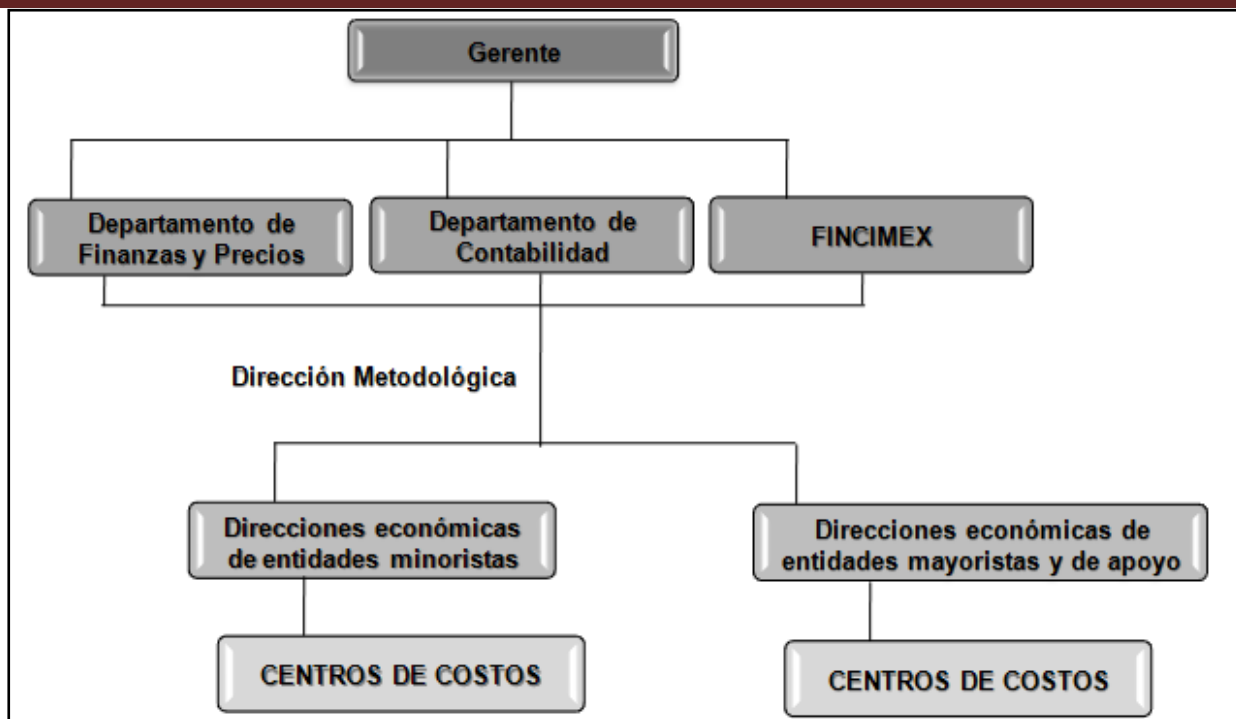 Gerente
Departamento de
Finanzas y Precios
Departamento de
Contabilidad
FINCIMEX
Dirección Metodológica
Direcciones económicas
de entidades minoristas
Direcciones económicas de
entidades mayoristas y de apoyo
CENTROS DE COSTOS
CENTROS DE COSTOS